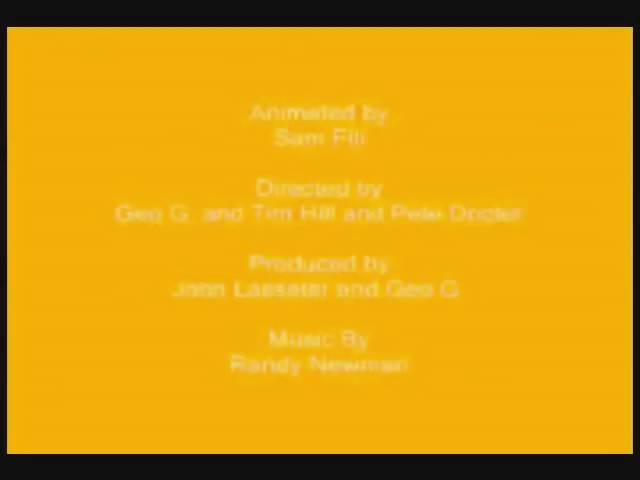 Animated by
Sam Fill
Directed by
Geo G. and Tim Hill and Pete Docter
Produced by
John Lasseter and Geo G.
Music By
Randy Newman